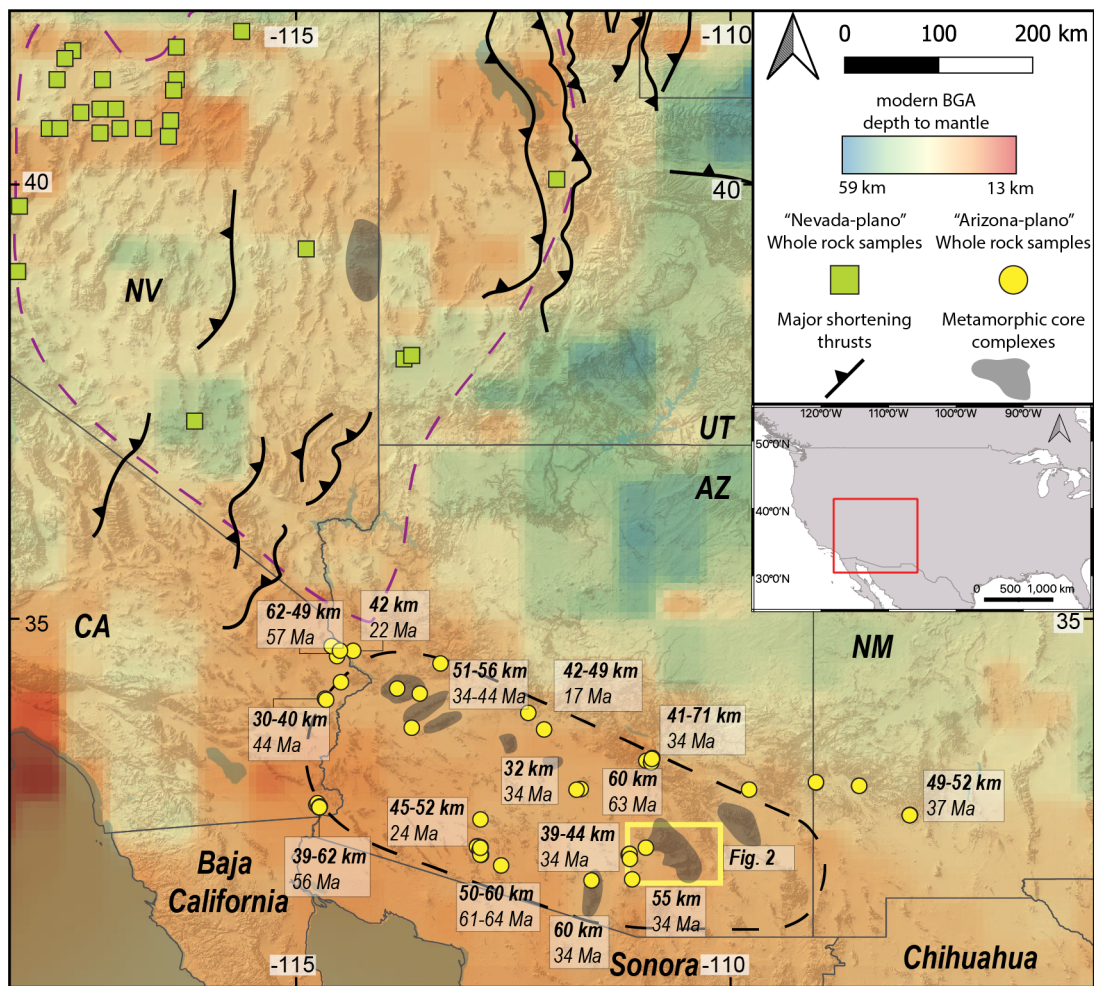 -115
-110
0 100 200 km
modern BGA
depth to mantle
59 km
13 km
"Nevada-plano"
Whole rock samples
"Arizona-plano"
Whole rock samples
Major shortening
thrusts
Metamorphic core
complexes
40
40
NV
UT
AZ
120°0'W 110°0'W 100°0'W 90°0'W
50°0'N
40°0'N
30°0'N
0 500 1,000 km
35
35
CA
NM
62-49 km
57 Ma
42 km
22 Ma
51-56 km
34-44 Ma
42-49 km
17 Ma
30-40 km
44 Ma
41-71 km
34 Ma
32 km
34 Ma
60 km
63 Ma
49-52 km
37 Ma
45-52 km
24 Ma
39-44 km
34 Ma
Fig. 2
39-62 km
56 Ma
Baja
California
50-60 km
61-64 Ma
55 km
34 Ma
60 km
34 Ma
-115
Sonora
-110
Chihuahua